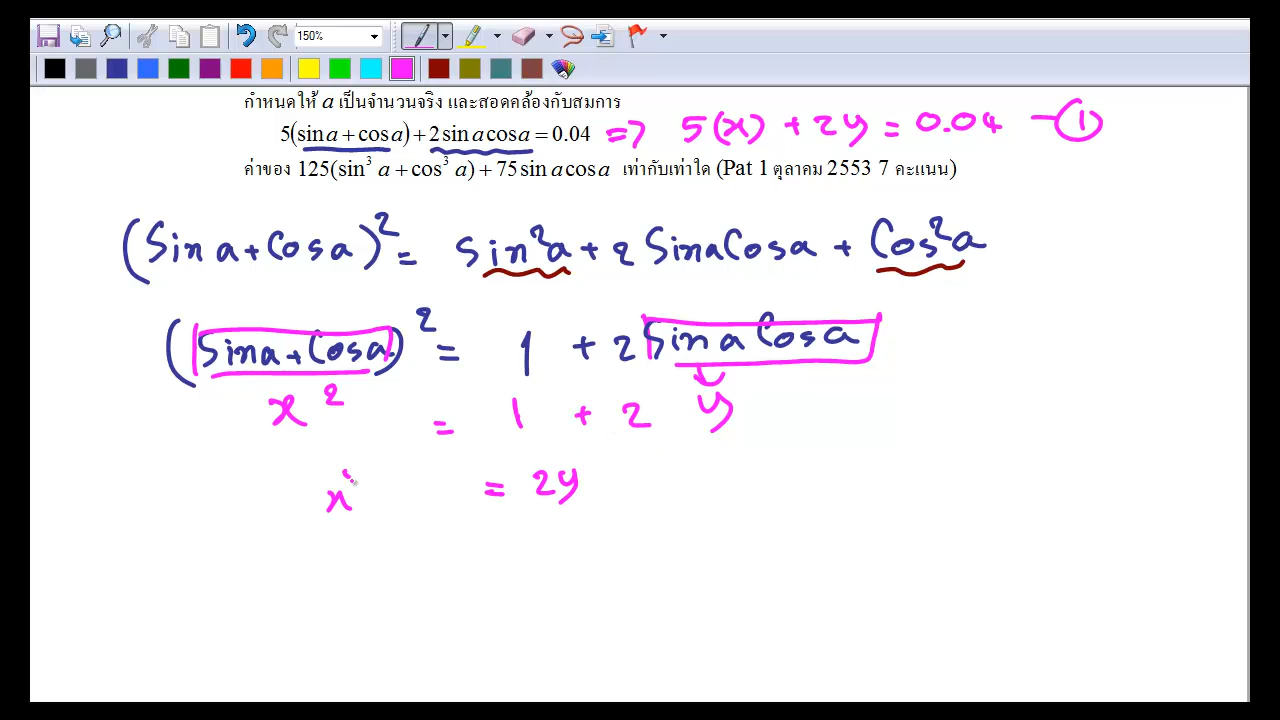 150%
กำหนดให้ a เป็นจำนวนจริง และสอดคล้องกับสมการ
5(sin a + cos a) + 2 sin a cos a = 0.04 => 5(x) + 2y = 0.04 — ①
ค่าของ 125(sin³ a + cos³ a) + 75 sin a cos a เท่ากับเท่าใด (Pat 1 ตุลาคม 2553 7 คะแนน)
(Sin a + Cos a)² = sin²a + 2 Sin a Cos a + Cos²a
(Sin a + Cos a)² = 1 + 2 Sin a Cos a
x² = 1 + 2 y
x = 2y